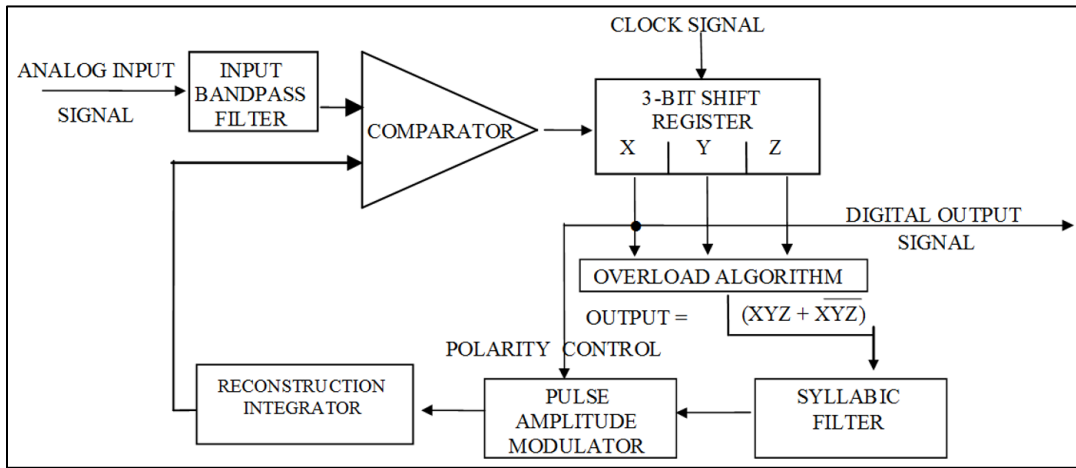 CLOCK SIGNAL
ANALOG INPUT
SIGNAL
INPUT
BANDPASS
FILTER
COMPARATOR
3-BIT SHIFT
REGISTER
X Y Z
DIGITAL OUTPUT
SIGNAL
OVERLOAD ALGORITHM
OUTPUT = (XYZ + X̅Y̅Z̅)
POLARITY CONTROL
RECONSTRUCTION
INTEGRATOR
PULSE
AMPLITUDE
MODULATOR
SYLLABIC
FILTER